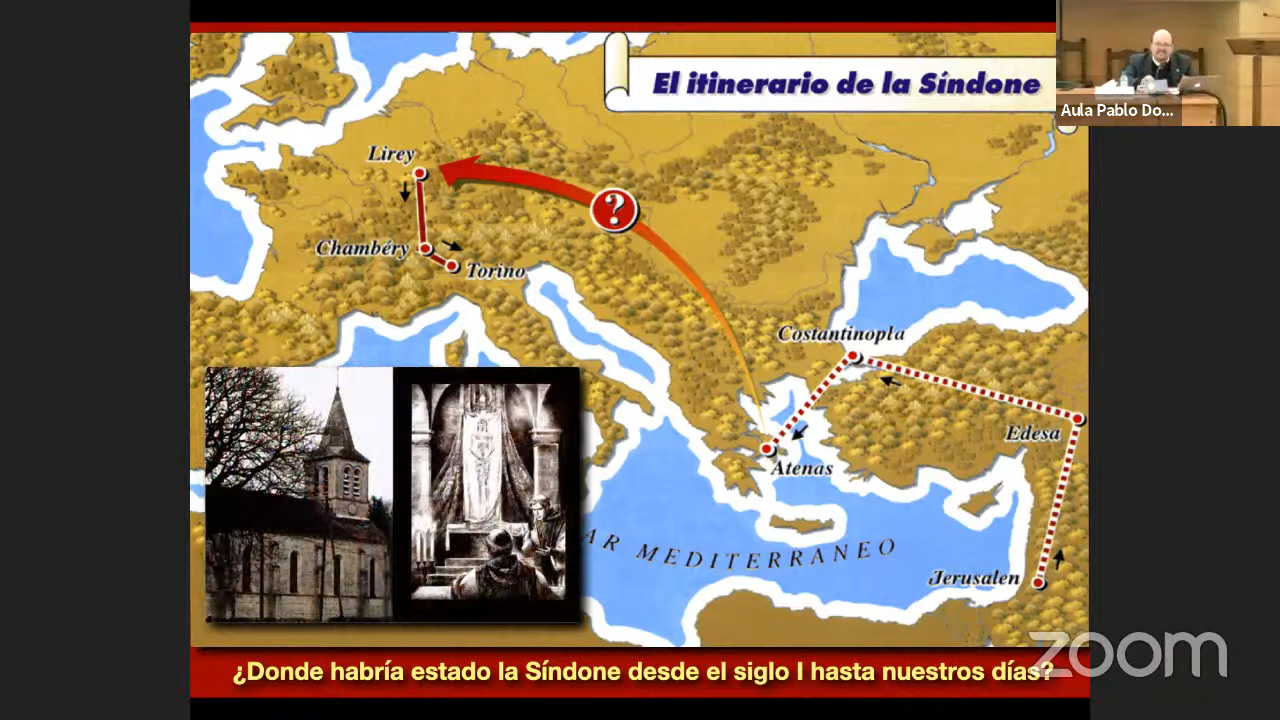 El itinerario de la Síndone
Aula Pablo Do...
Lirey
?
Chambéry
Torino
Costantinopla
Edesa
Atenas
AR MEDITERRANEO
Jerusalen
zoom
¿Donde habría estado la Síndone desde el siglo I hasta nuestros días?